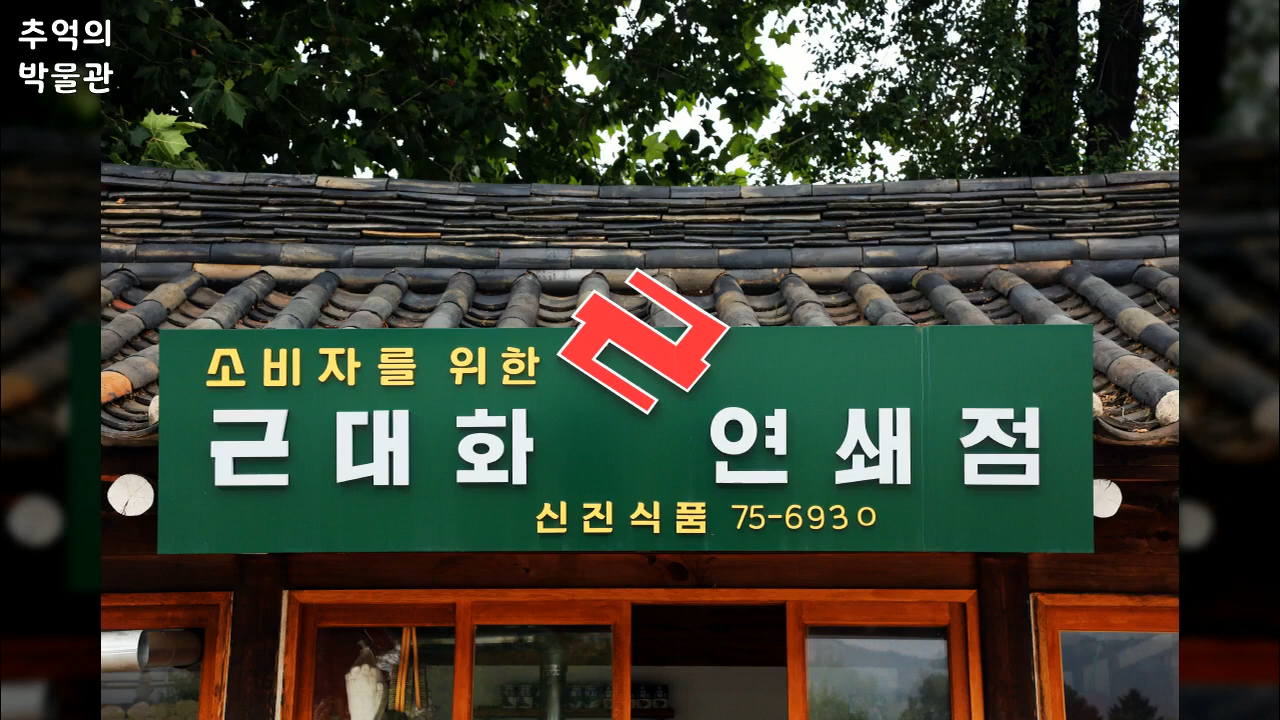 추억의
박물관
소비자를 위한
근대화 연쇄점
신진식품 75-6930